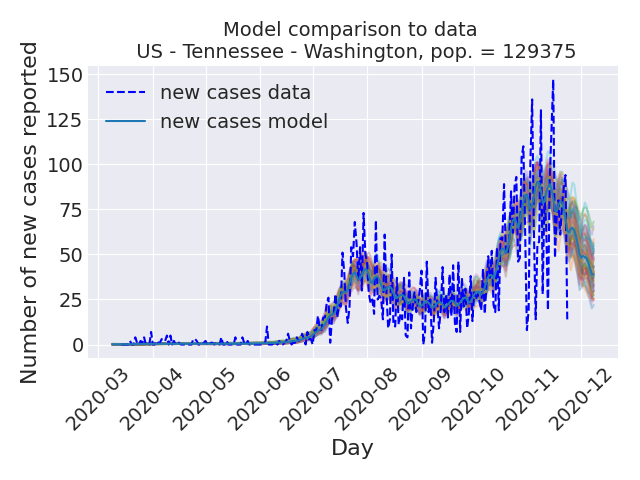 Model comparison to data
US - Tennessee - Washington, pop. = 129375
Number of new cases reported
150
125
100
75
50
25
0
new cases data
new cases model
2020-03
2020-04
2020-05
2020-06
2020-07
2020-08
2020-09
2020-10
2020-11
2020-12
Day